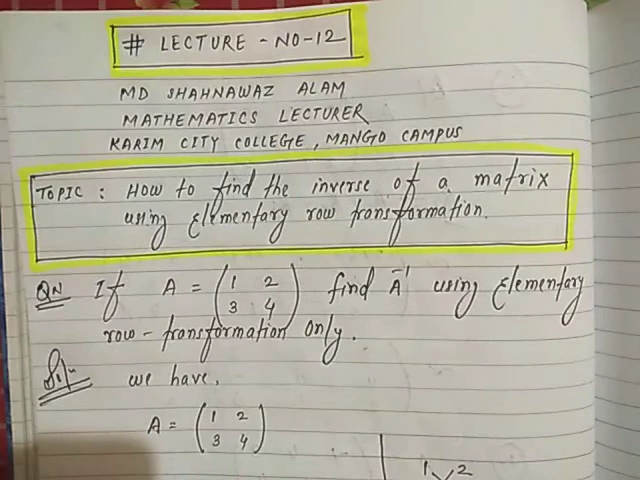 # LECTURE - NO-12
MD SHAHNAWAZ ALAM
MATHEMATICS LECTURER
KARIM CITY COLLEGE, MANGO CAMPUS
TOPIC : How to find the inverse of a matrix
using Elementary row transformation.
QN If A = (1 2
3 4) find A⁻¹ using Elementary
row - transformation only.
Sol:
we have,
A = (1 2
3 4)
1 2